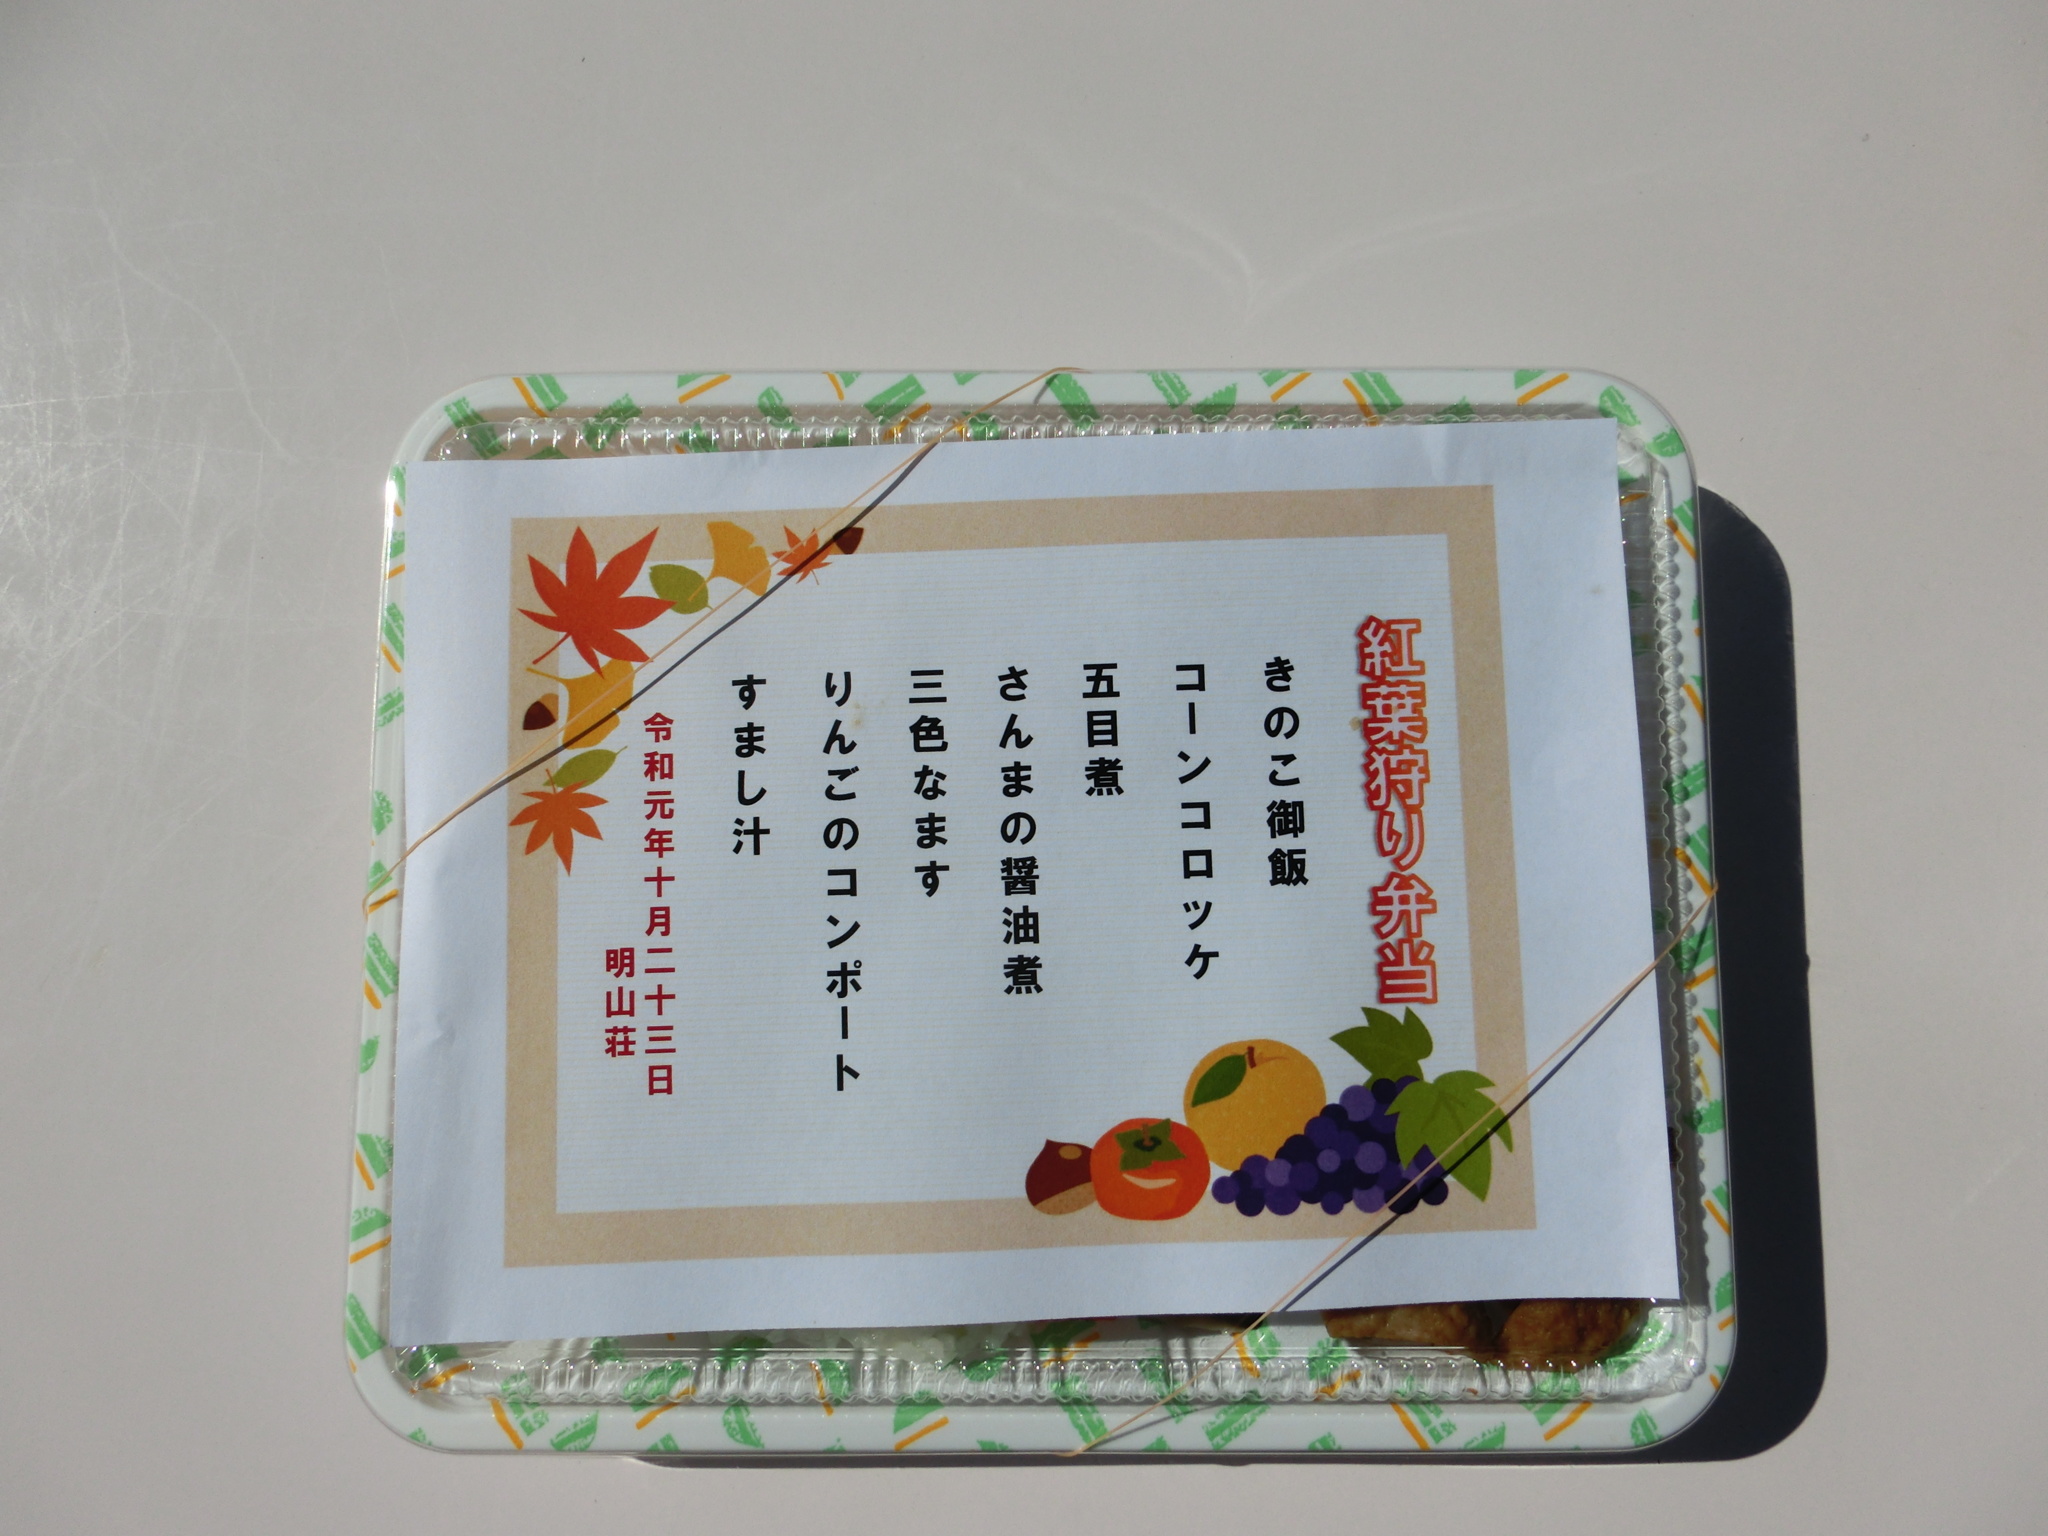 紅葉狩り弁当
きのこ御飯
コーンコロッケ
五目煮
さんまの醤油煮
三色なます
りんごのコンポート
すまし汁
令和元年十月二十三日
明山荘